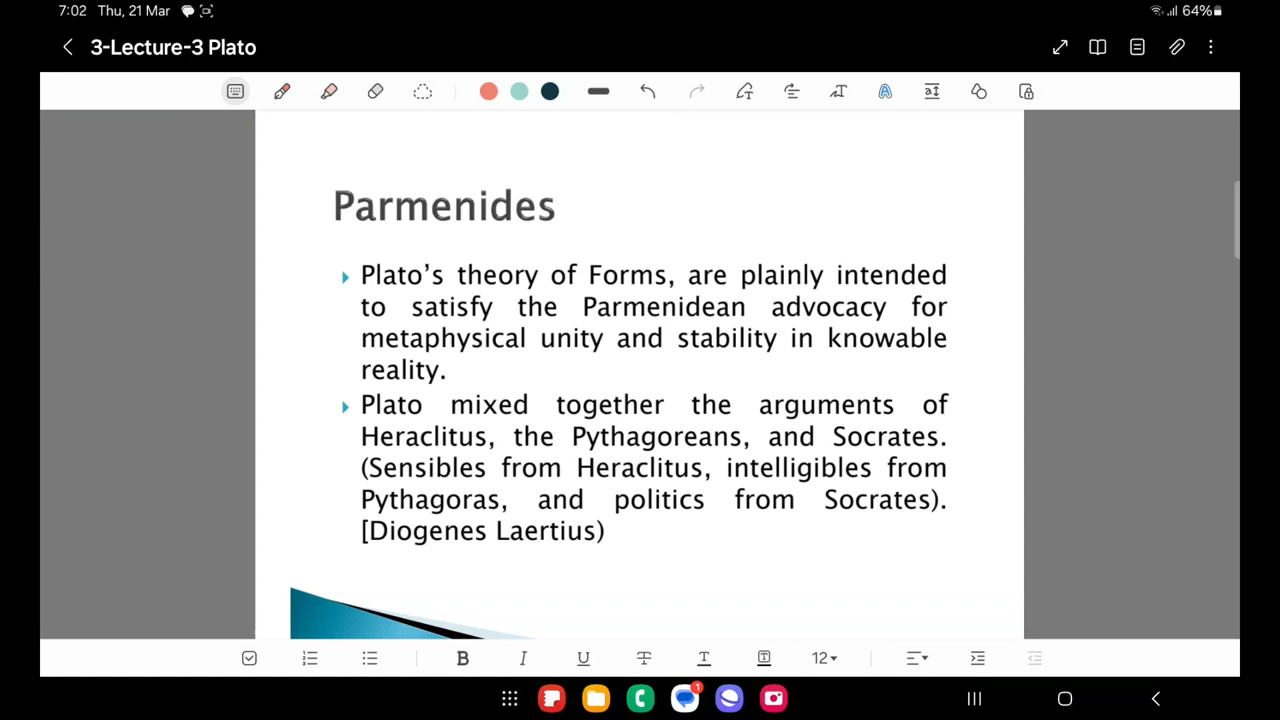 7:02 Thu, 21 Mar 64%
3-Lecture-3 Plato
Parmenides
Plato's theory of Forms, are plainly intended
to satisfy the Parmenidean advocacy for
metaphysical unity and stability in knowable
reality.
Plato mixed together the arguments of
Heraclitus, the Pythagoreans, and Socrates.
(Sensibles from Heraclitus, intelligibles from
Pythagoras, and politics from Socrates).
[Diogenes Laertius)
B I U T T T 12
1